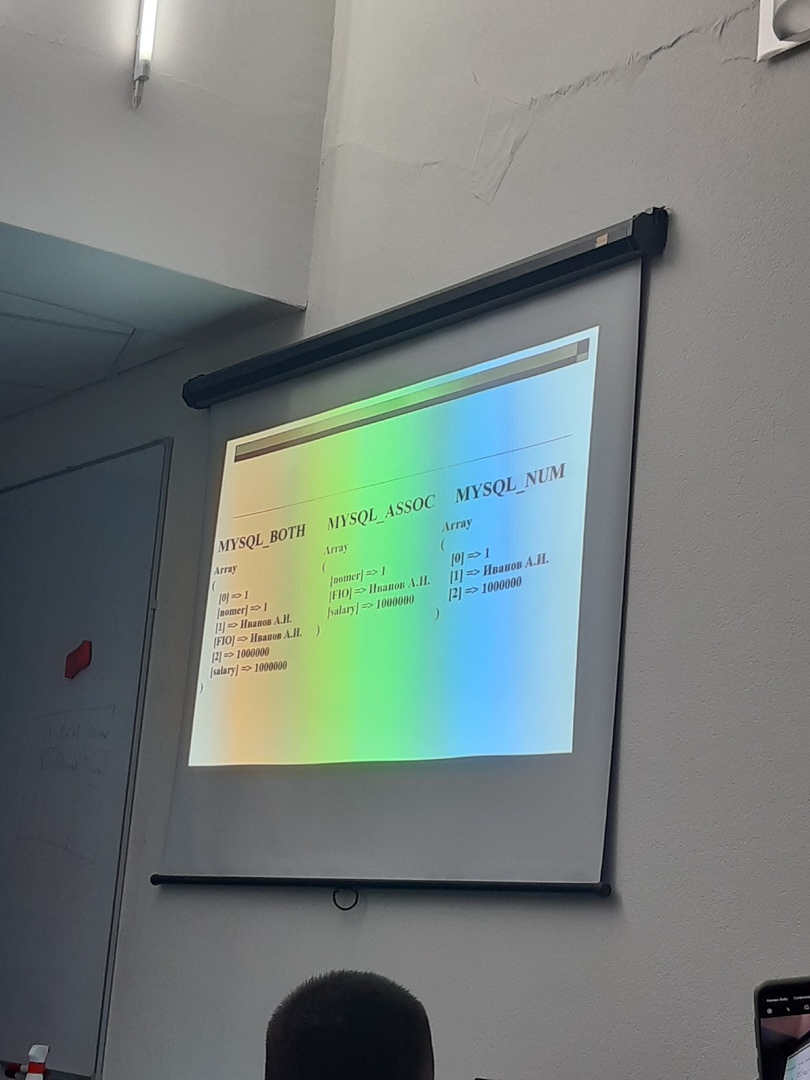 MYSQL_BOTH
Array
(
[0] => 1
[nomer] => 1
[1] => Иванов А.И.
[FIO] => Иванов А.И.
[2] => 1000000
[salary] => 1000000
)
MYSQL_ASSOC
Array
(
[nomer] => 1
[FIO] => Иванов А.И.
[salary] => 1000000
)
MYSQL_NUM
Array
(
[0] => 1
[1] => Иванов А.И.
[2] => 1000000
)